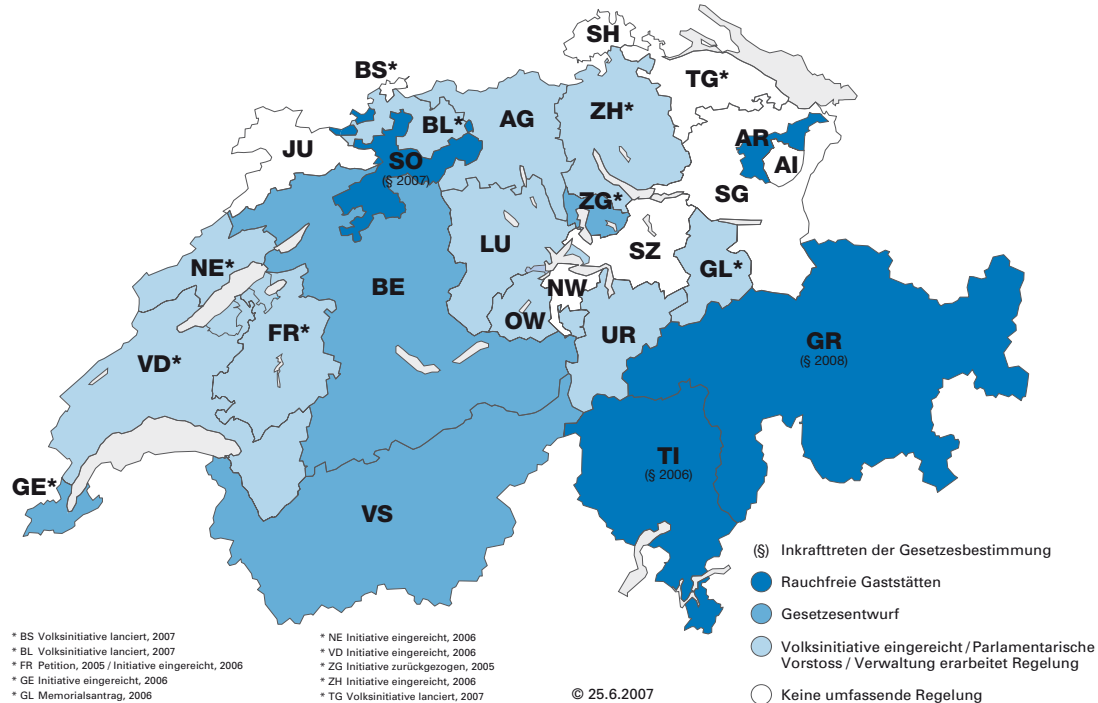 SH
BS*
TG*
ZH*
AG
BL*
AR
JU
SO
(§ 2007)
AI
SG
ZG*
LU
SZ
NE*
GL*
BE
NW
OW
FR*
UR
GR
(§ 2008)
VD*
TI
(§ 2006)
GE*
VS
(§) Inkrafttreten der Gesetzesbestimmung
Rauchfreie Gaststätten
Gesetzesentwurf
Volksinitiative eingereicht / Parlamentarische
Vorstoss / Verwaltung erarbeitet Regelung
Keine umfassende Regelung
* BS Volksinitiative lanciert, 2007
* BL Volksinitiative lanciert, 2007
* FR Petition, 2005 / Initiative eingereicht, 2006
* GE Initiative eingereicht, 2006
* GL Memorialsantrag, 2006
* NE Initiative eingereicht, 2006
* VD Initiative eingereicht, 2006
* ZG Initiative zurückgezogen, 2005
* ZH Initiative eingereicht, 2006
* TG Volksinitiative lanciert, 2007
© 25.6.2007